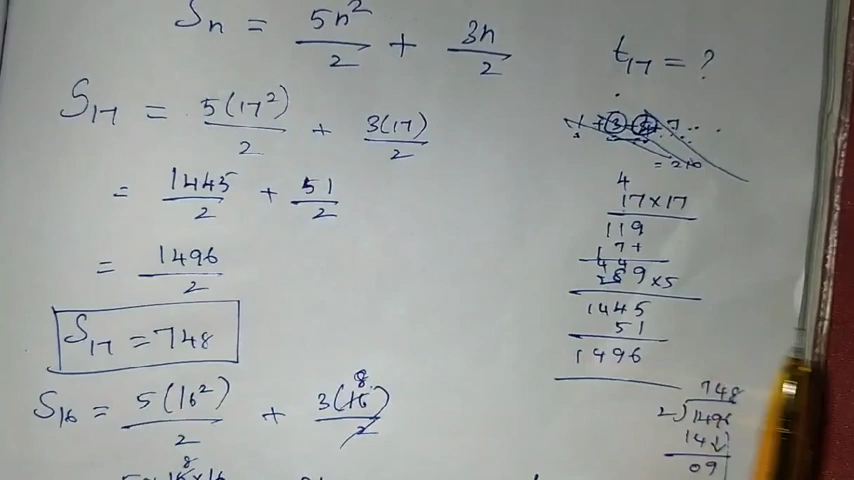 Sn = 5n²/2 + 3n/2
t17 = ?
S17 = 5(17²)/2 + 3(17)/2
= 1445/2 + 51/2
= 1496/2
S17 = 748
S16 = 5(16²)/2 + 3(16)/2
8
4
17×17
119
17+
289×5
1445
51
1496
748
2)1496
14↓
09